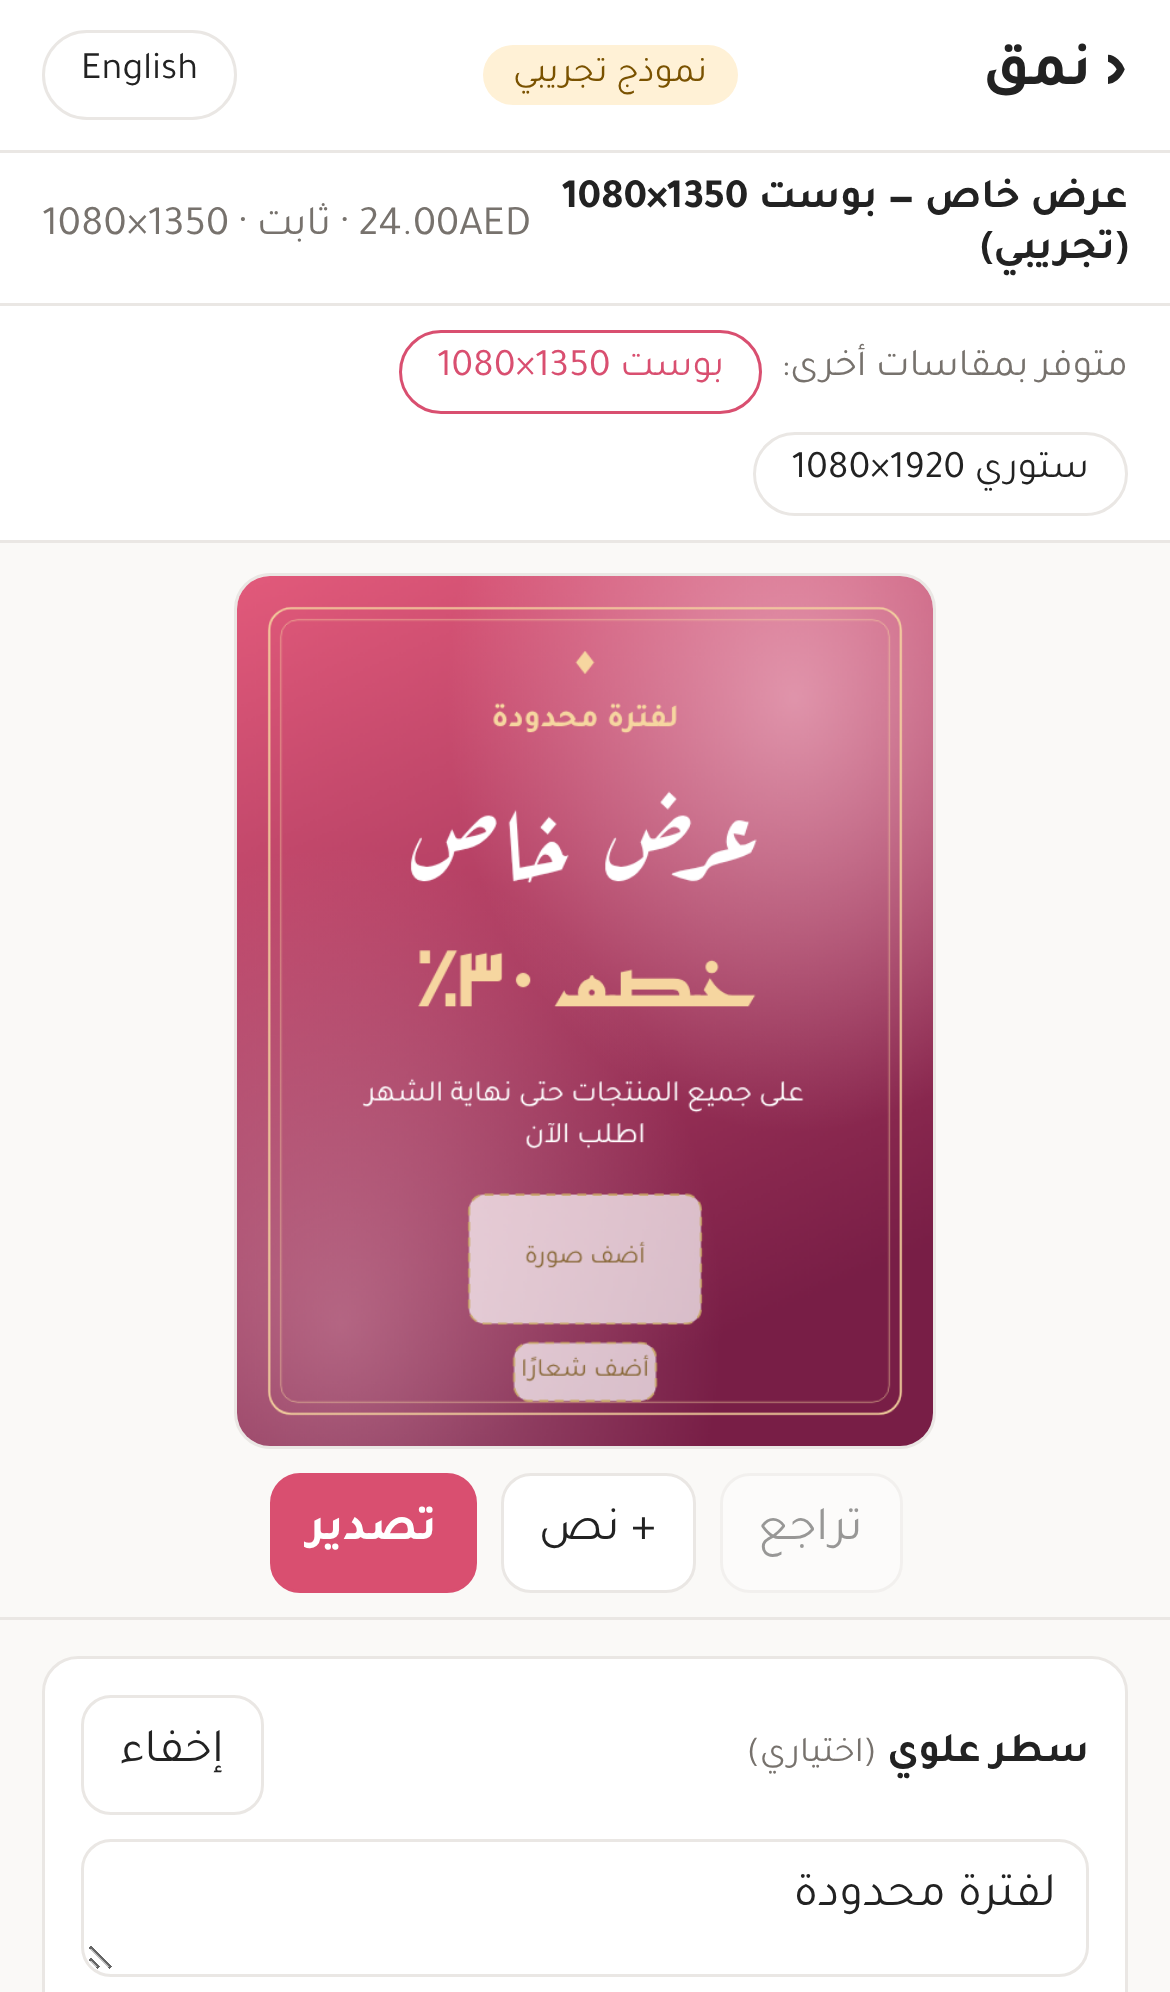 ‹ نمق
نموذج تجريبي
English
عرض خاص – بوست 1080×1350 (تجريبي)
24.00AED · ثابت · 1080×1350
متوفر بمقاسات أخرى:
بوست 1080×1350
ستوري 1080×1920
لفترة محدودة
عرض خاص
خصم ٣٠٪
على جميع المنتجات حتى نهاية الشهر
اطلب الآن
أضف صورة
أضف شعارًا
تراجع
+ نص
تصدير
سطر علوي (اختياري)
إخفاء
لفترة محدودة